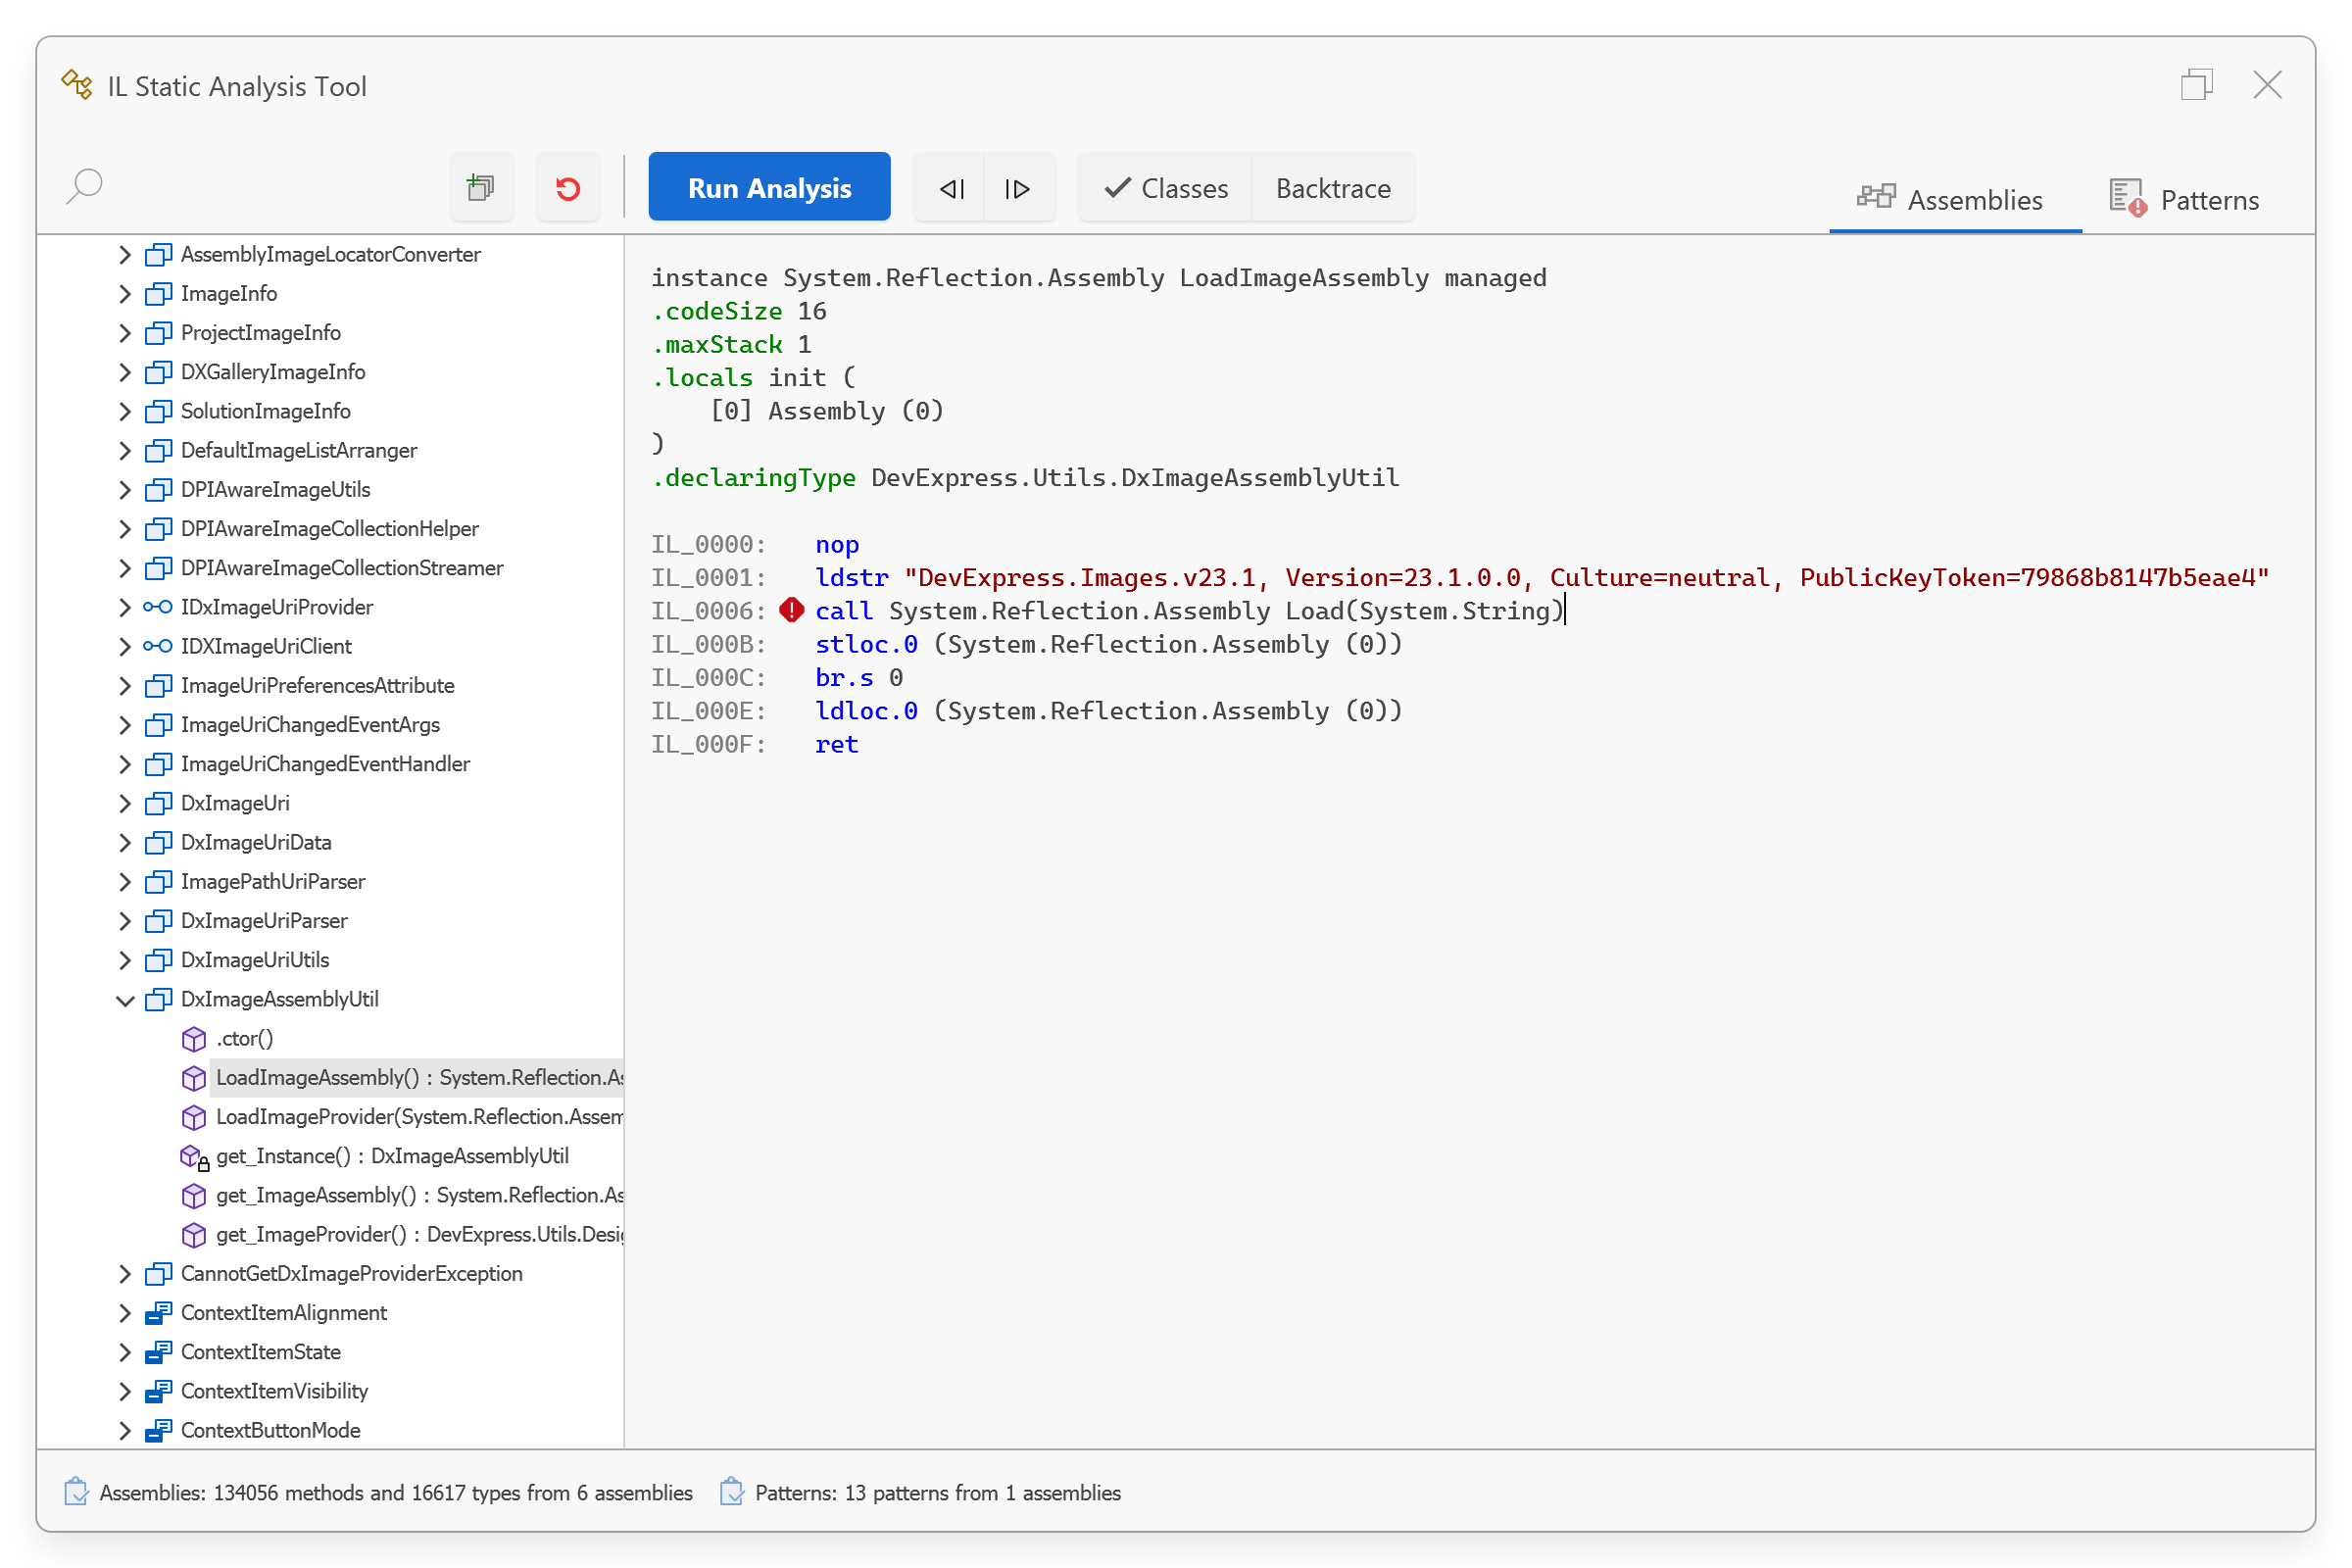 IL Static Analysis Tool
Run Analysis
Classes
Backtrace
Assemblies
Patterns
AssemblyImageLocatorConverter
ImageInfo
ProjectImageInfo
DXGalleryImageInfo
SolutionImageInfo
DefaultImageListArranger
DPIAwareImageUtils
DPIAwareImageCollectionHelper
DPIAwareImageCollectionStreamer
IDxImageUriProvider
IDXImageUriClient
ImageUriPreferencesAttribute
ImageUriChangedEventArgs
ImageUriChangedEventHandler
DxImageUri
DxImageUriData
ImagePathUriParser
DxImageUriParser
DxImageUriUtils
DxImageAssemblyUtil
.ctor()
LoadImageAssembly() : System.Reflection.As
LoadImageProvider(System.Reflection.Assem
get_Instance() : DxImageAssemblyUtil
get_ImageAssembly() : System.Reflection.As
get_ImageProvider() : DevExpress.Utils.Desig
CannotGetDxImageProviderException
ContextItemAlignment
ContextItemState
ContextItemVisibility
ContextButtonMode
instance System.Reflection.Assembly LoadImageAssembly managed
.codeSize 16
.maxStack 1
.locals init (
[0] Assembly (0)
)
.declaringType DevExpress.Utils.DxImageAssemblyUtil
IL_0000: nop
IL_0001: ldstr "DevExpress.Images.v23.1, Version=23.1.0.0, Culture=neutral, PublicKeyToken=79868b8147b5eae4"
IL_0006: call System.Reflection.Assembly Load(System.String)
IL_000B: stloc.0 (System.Reflection.Assembly (0))
IL_000C: br.s 0
IL_000E: ldloc.0 (System.Reflection.Assembly (0))
IL_000F: ret
Assemblies: 134056 methods and 16617 types from 6 assemblies
Patterns: 13 patterns from 1 assemblies